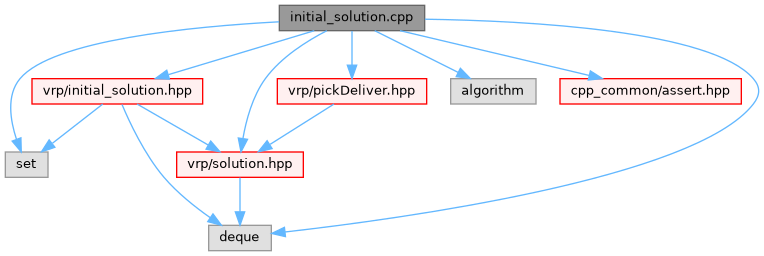 initial_solution.cpp
vrp/initial_solution.hpp
vrp/pickDeliver.hpp
algorithm
cpp_common/assert.hpp
set
vrp/solution.hpp
deque